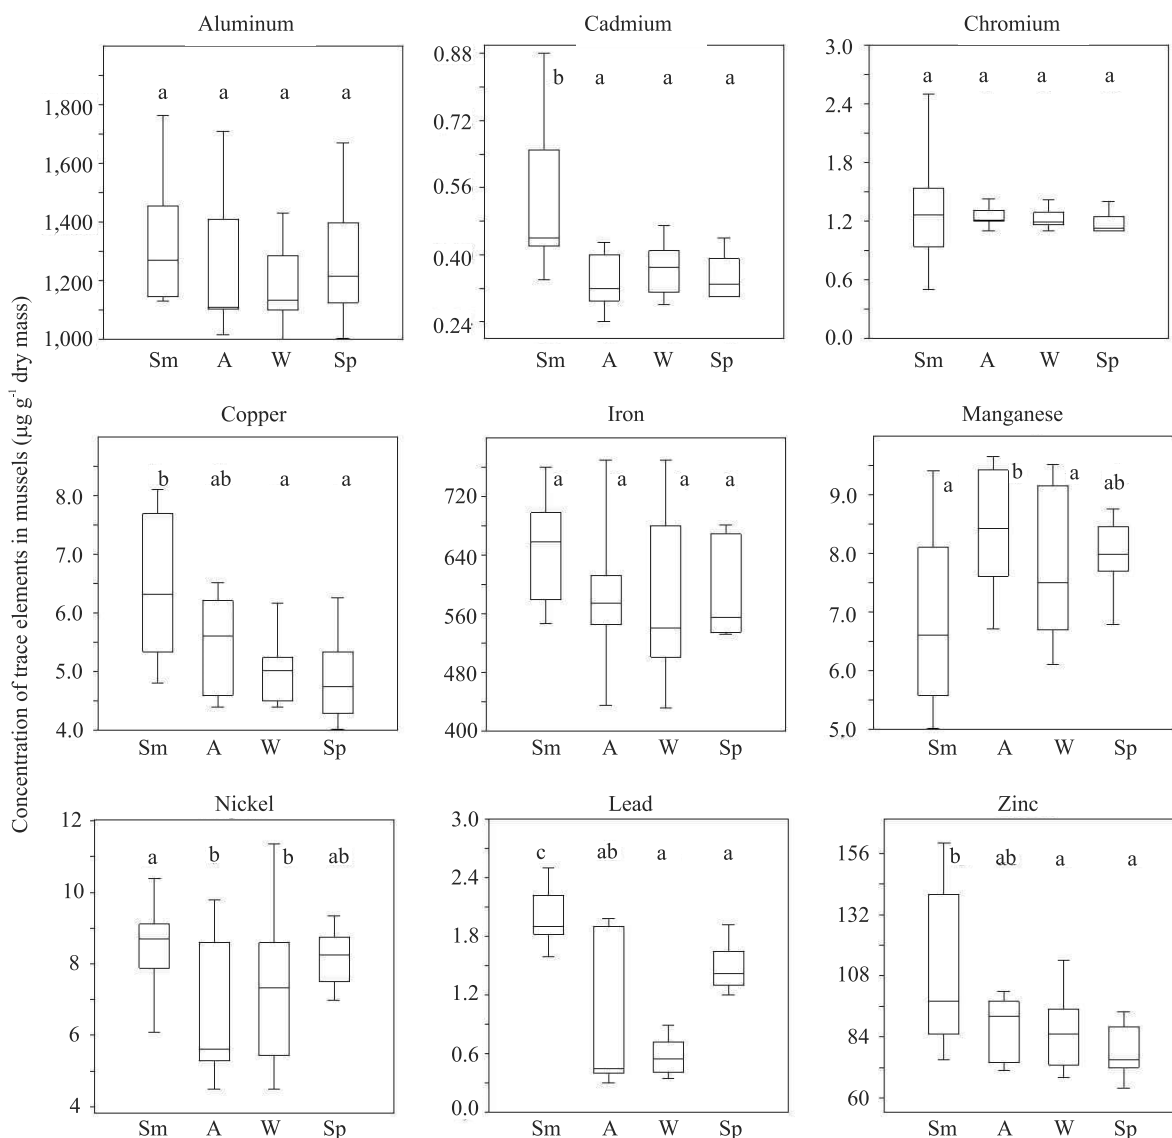 Aluminum
Cadmium
Chromium
Concentration of trace elements in mussels (µg g⁻¹ dry mass)
1,800
1,600
1,400
1,200
1,000
a a a a
Sm A W Sp
0.88
0.72
0.56
0.40
0.24
b a a a
Sm A W Sp
3.0
2.4
1.8
1.2
0.6
0.0
a a a a
Sm A W Sp
Copper
Iron
Manganese
8.0
7.0
6.0
5.0
4.0
b ab a a
Sm A W Sp
720
640
560
480
400
a a a a
Sm A W Sp
9.0
8.0
7.0
6.0
5.0
a b a ab
Sm A W Sp
Nickel
Lead
Zinc
12
10
8
6
4
a b b ab
Sm A W Sp
3.0
2.4
1.8
1.2
0.6
0.0
c ab a a
Sm A W Sp
156
132
108
84
60
b ab a a
Sm A W Sp